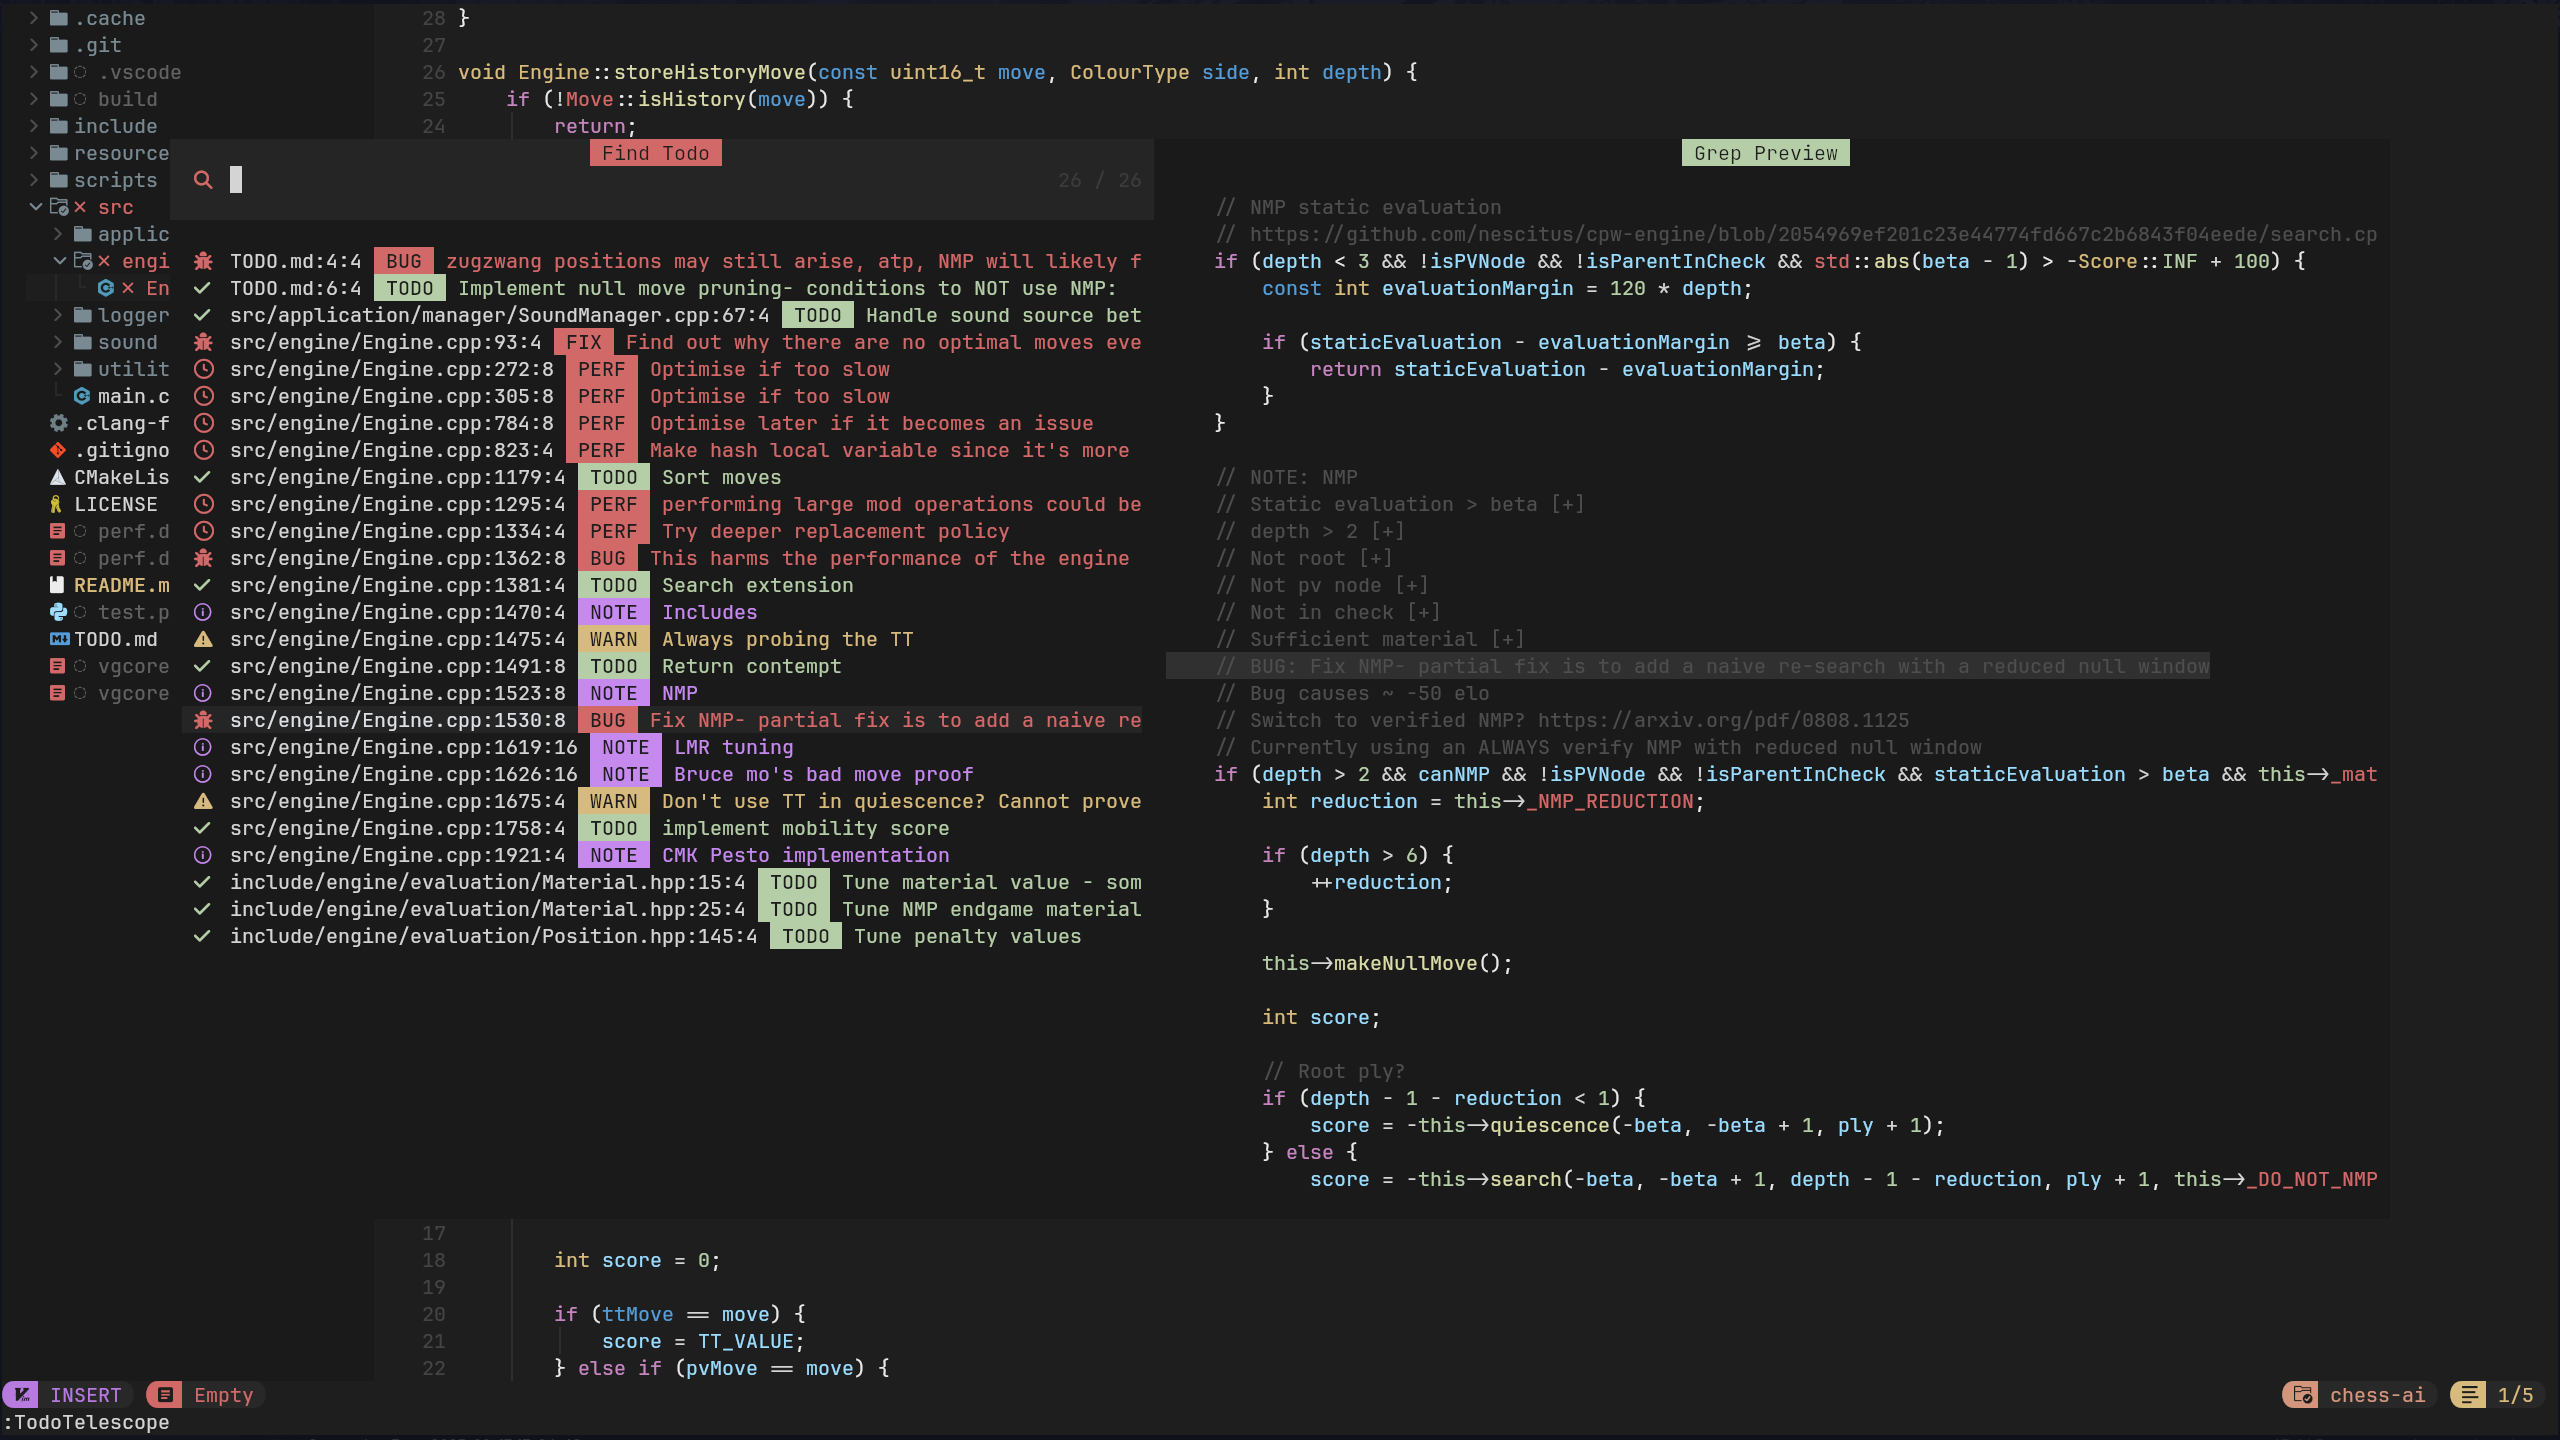 .cache
.git
.vscode
build
include
resource
scripts
src
applic
engi
En
logger
sound
utilit
main.c
.clang-f
.gitigno
CMakeLis
LICENSE
perf.d
perf.d
README.m
test.p
TODO.md
vgcore
vgcore
28 }
27
26 void Engine::storeHistoryMove(const uint16_t move, ColourType side, int depth) {
25 if (!Move::isHistory(move)) {
24 return;
Find Todo
26 / 26
TODO.md:4:4 BUG zugzwang positions may still arise, atp, NMP will likely f
TODO.md:6:4 TODO Implement null move pruning- conditions to NOT use NMP:
src/application/manager/SoundManager.cpp:67:4 TODO Handle sound source bet
src/engine/Engine.cpp:93:4 FIX Find out why there are no optimal moves eve
src/engine/Engine.cpp:272:8 PERF Optimise if too slow
src/engine/Engine.cpp:305:8 PERF Optimise if too slow
src/engine/Engine.cpp:784:8 PERF Optimise later if it becomes an issue
src/engine/Engine.cpp:823:4 PERF Make hash local variable since it's more
src/engine/Engine.cpp:1179:4 TODO Sort moves
src/engine/Engine.cpp:1295:4 PERF performing large mod operations could be
src/engine/Engine.cpp:1334:4 PERF Try deeper replacement policy
src/engine/Engine.cpp:1362:8 BUG This harms the performance of the engine
src/engine/Engine.cpp:1381:4 TODO Search extension
src/engine/Engine.cpp:1470:4 NOTE Includes
src/engine/Engine.cpp:1475:4 WARN Always probing the TT
src/engine/Engine.cpp:1491:8 TODO Return contempt
src/engine/Engine.cpp:1523:8 NOTE NMP
src/engine/Engine.cpp:1530:8 BUG Fix NMP- partial fix is to add a naive re
src/engine/Engine.cpp:1619:16 NOTE LMR tuning
src/engine/Engine.cpp:1626:16 NOTE Bruce mo's bad move proof
src/engine/Engine.cpp:1675:4 WARN Don't use TT in quiescence? Cannot prove
src/engine/Engine.cpp:1758:4 TODO implement mobility score
src/engine/Engine.cpp:1921:4 NOTE CMK Pesto implementation
include/engine/evaluation/Material.hpp:15:4 TODO Tune material value - som
include/engine/evaluation/Material.hpp:25:4 TODO Tune NMP endgame material
include/engine/evaluation/Position.hpp:145:4 TODO Tune penalty values
Grep Preview
// NMP static evaluation
// https://github.com/nescitus/cpw-engine/blob/2054969ef201c23e44774fd667c2b6843f04eede/search.cp
if (depth < 3 && !isPVNode && !isParentInCheck && std::abs(beta - 1) > -Score::INF + 100) {
const int evaluationMargin = 120 * depth;
if (staticEvaluation - evaluationMargin >= beta) {
return staticEvaluation - evaluationMargin;
}
}
// NOTE: NMP
// Static evaluation > beta [+]
// depth > 2 [+]
// Not root [+]
// Not pv node [+]
// Not in check [+]
// Sufficient material [+]
// BUG: Fix NMP- partial fix is to add a naive re-search with a reduced null window
// Bug causes ~ -50 elo
// Switch to verified NMP? https://arxiv.org/pdf/0808.1125
// Currently using an ALWAYS verify NMP with reduced null window
if (depth > 2 && canNMP && !isPVNode && !isParentInCheck && staticEvaluation > beta && this->_mat
int reduction = this->_NMP_REDUCTION;
if (depth > 6) {
++reduction;
}
this->makeNullMove();
int score;
// Root ply?
if (depth - 1 - reduction < 1) {
score = -this->quiescence(-beta, -beta + 1, ply + 1);
} else {
score = -this->search(-beta, -beta + 1, depth - 1 - reduction, ply + 1, this->_DO_NOT_NMP
17
18 int score = 0;
19
20 if (ttMove == move) {
21 score = TT_VALUE;
22 } else if (pvMove == move) {
INSERT Empty chess-ai 1/5
:TodoTelescope